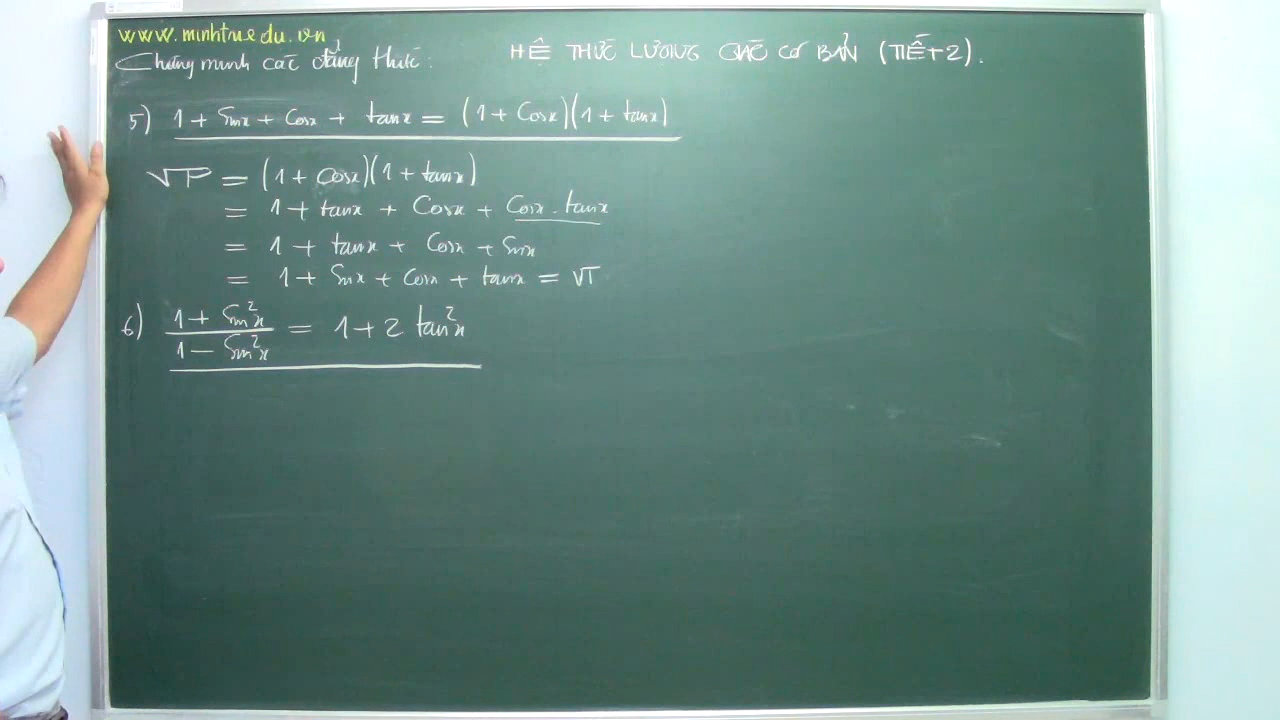 www.minhtuedu.vn
Chứng minh các đẳng thức:
HỆ THỨC LƯỢNG GIÁC CƠ BẢN (TIẾT 2).
5) 1 + sinx + cosx + tanx = (1 + cosx)(1 + tanx)
VP = (1 + cosx)(1 + tanx)
= 1 + tanx + cosx + cosx . tanx
= 1 + tanx + cosx + sinx
= 1 + sinx + cosx + tanx = VT
6) \frac{1 + sin²x}{1 - sin²x} = 1 + 2 tan²x